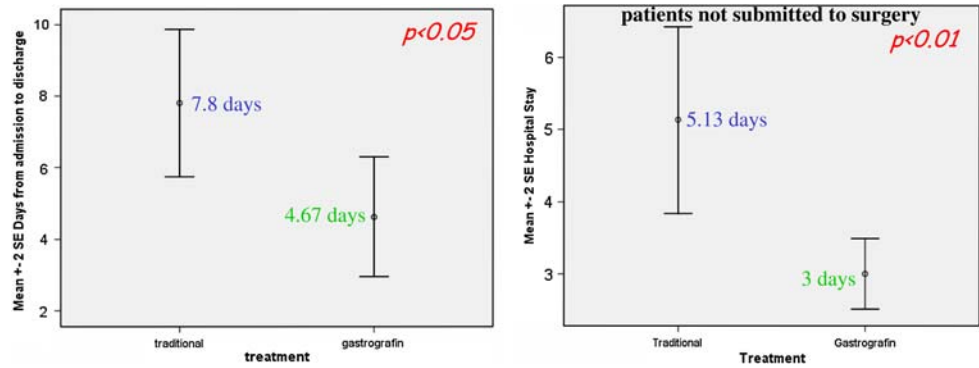 p<0.05
Mean +- 2 SE Days from admission to discharge
10
8
6
4
2
7.8 days
4.67 days
traditional
gastrografin
treatment
patients not submitted to surgery
p<0.01
Mean +- 2 SE Hospital Stay
6
5
4
3
5.13 days
3 days
Traditional
Gastrografin
Treatment